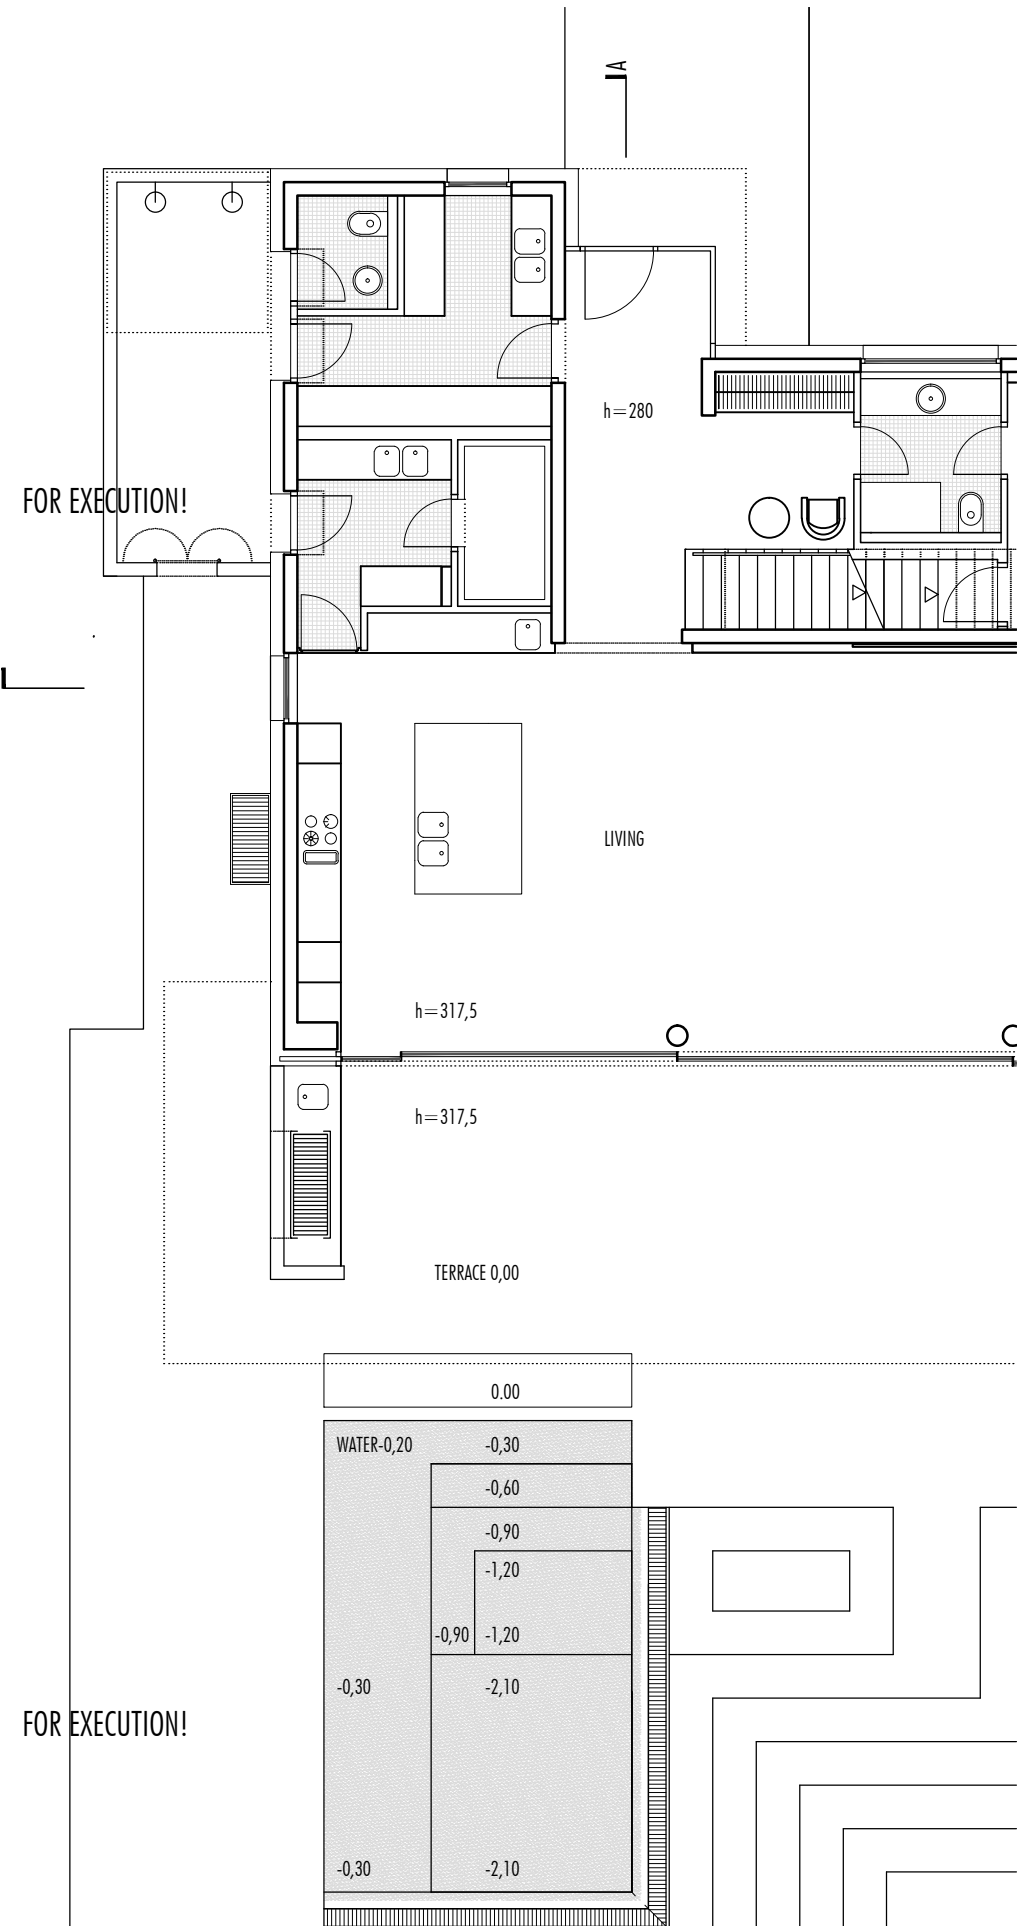 A
h=280
FOR EXECUTION!
LIVING
h=317,5
h=317,5
TERRACE 0,00
0.00
WATER-0,20 -0,30
-0,60
-0,90
-1,20
-0,90 -1,20
-0,30 -2,10
FOR EXECUTION!
-0,30 -2,10